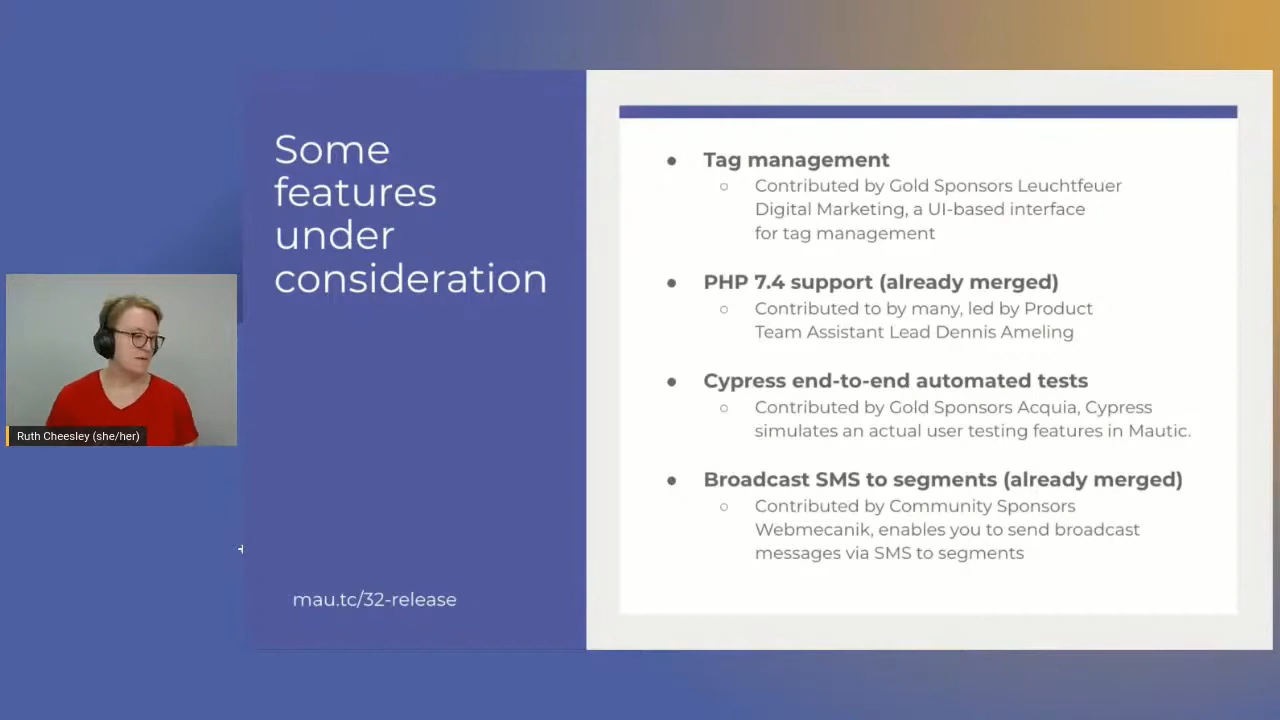 Some
features
under
consideration
mau.tc/32-release
● Tag management
○ Contributed by Gold Sponsors Leuchtfeuer
Digital Marketing, a UI-based interface
for tag management
● PHP 7.4 support (already merged)
○ Contributed to by many, led by Product
Team Assistant Lead Dennis Ameling
● Cypress end-to-end automated tests
○ Contributed by Gold Sponsors Acquia, Cypress
simulates an actual user testing features in Mautic.
● Broadcast SMS to segments (already merged)
○ Contributed by Community Sponsors
Webmecanik, enables you to send broadcast
messages via SMS to segments
Ruth Cheesley (she/her)